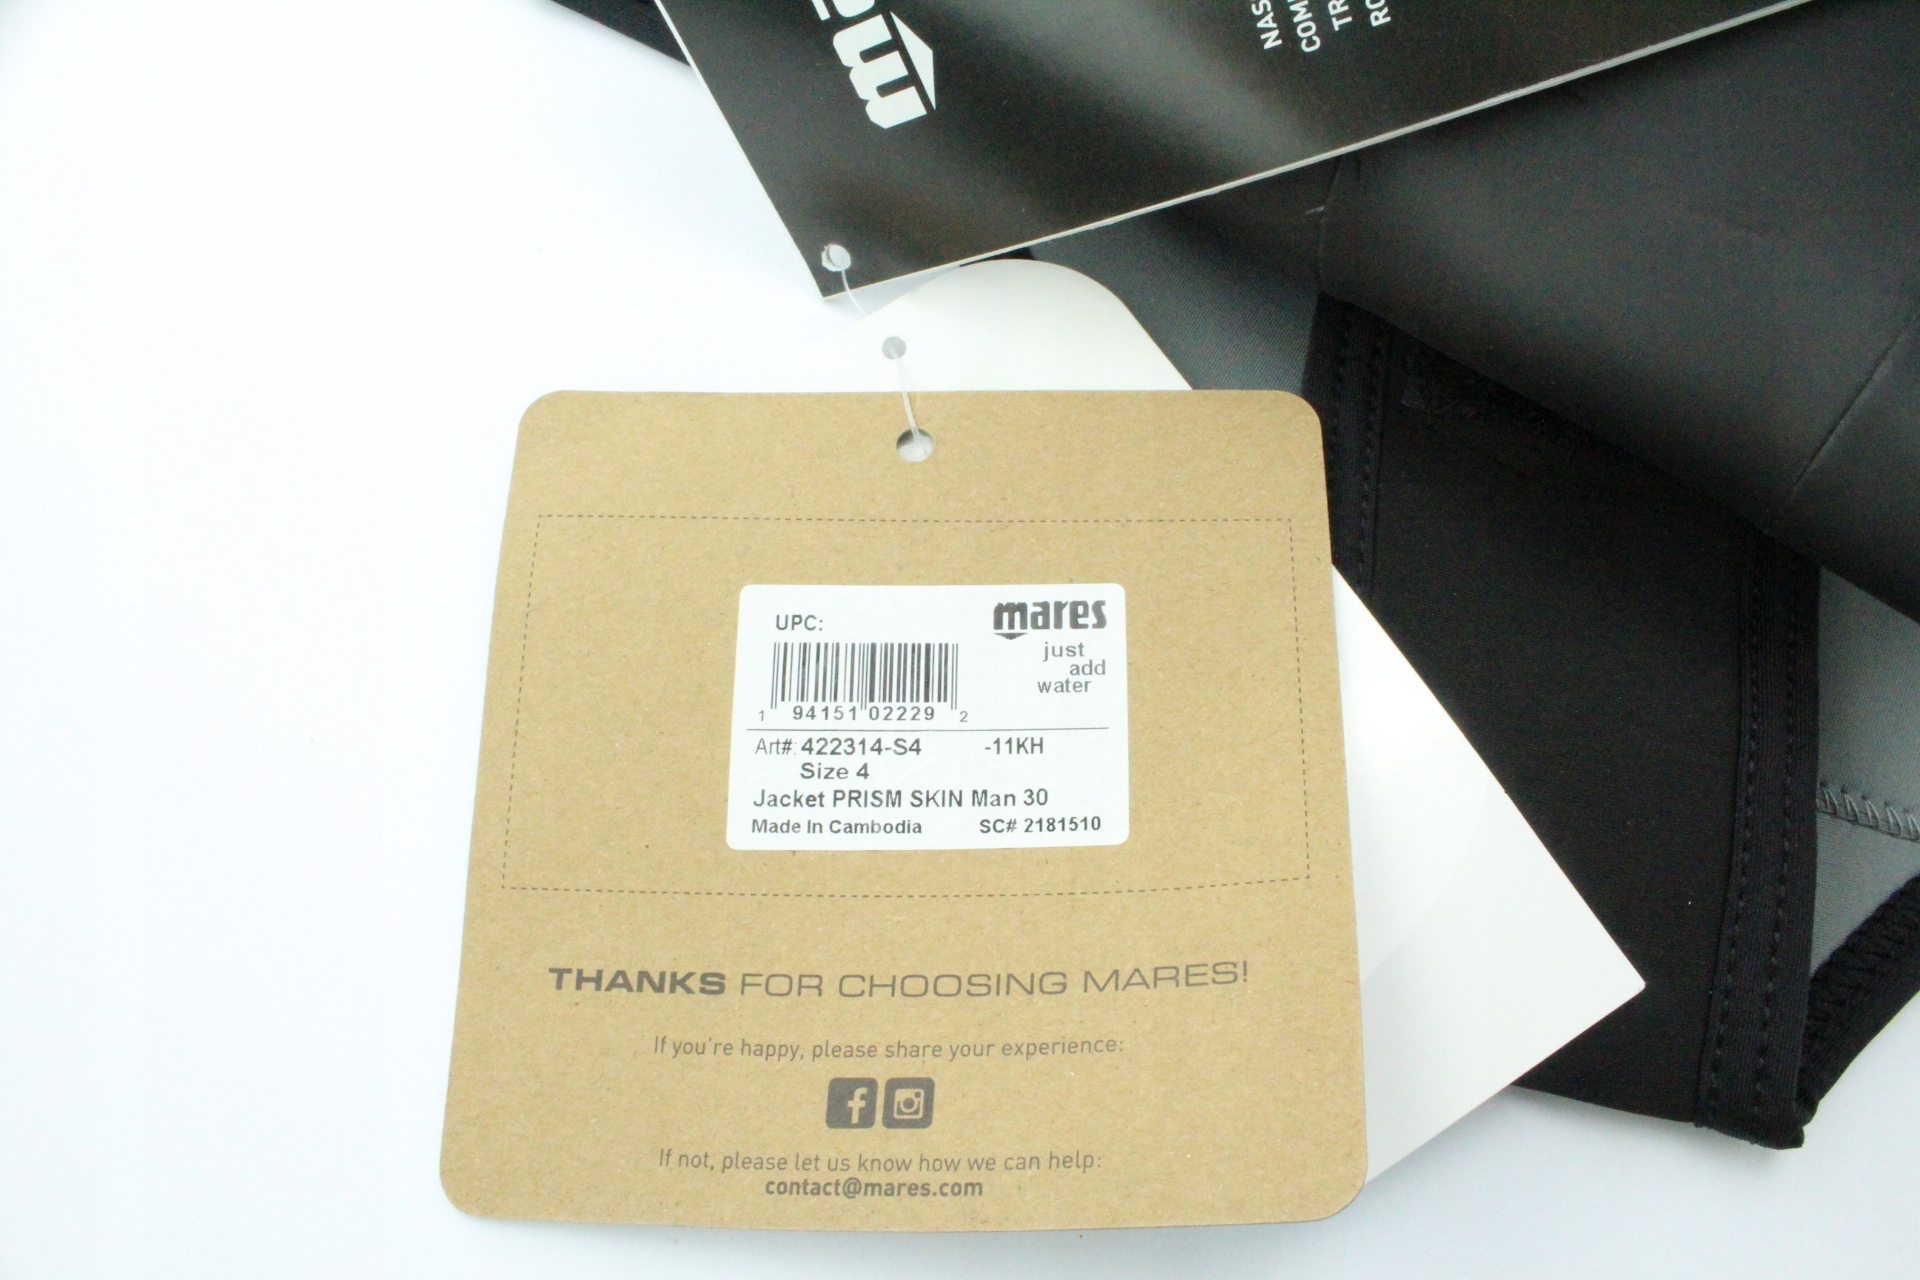 NAS
COM
TR
RO
UPC:
mares
just
add
water
1 94151 02229 2
Art#: 422314-S4 -11KH
Size 4
Jacket PRISM SKIN Man 30
Made In Cambodia SC# 2181510
THANKS FOR CHOOSING MARES!
If you're happy, please share your experience:
If not, please let us know how we can help:
contact@mares.com